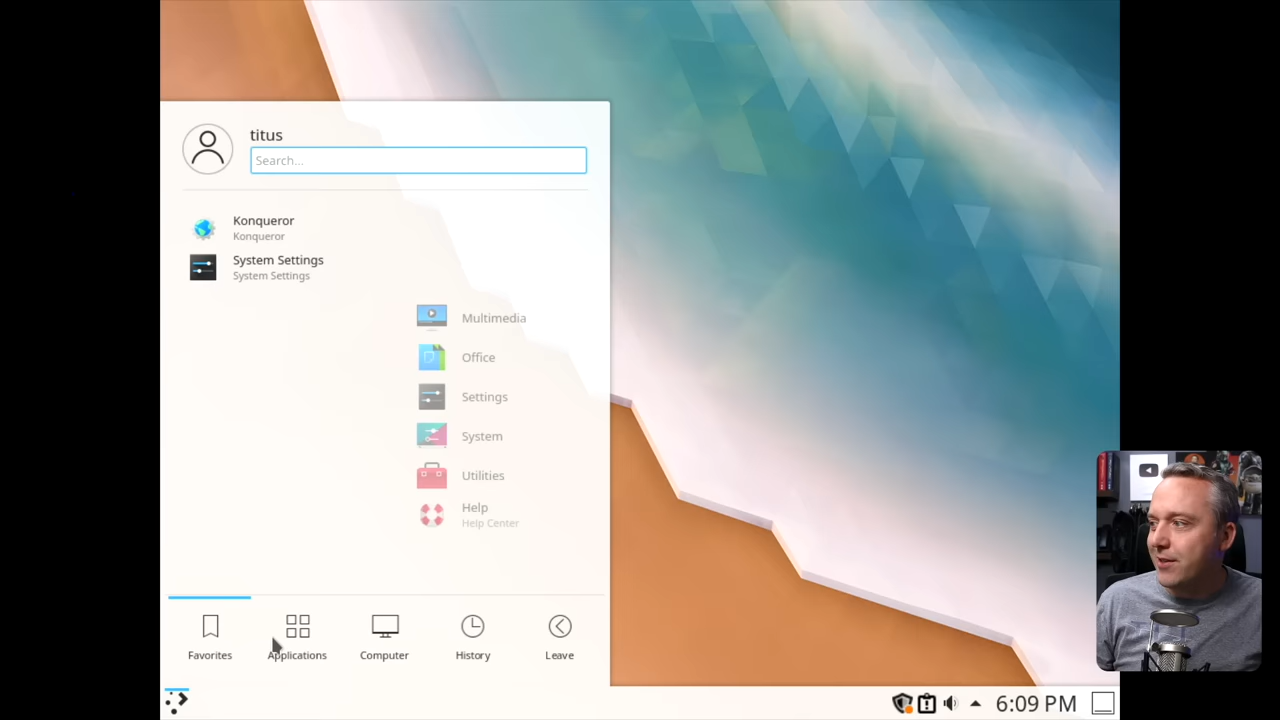 titus
Search...
Konqueror
Konqueror
System Settings
System Settings
Multimedia
Office
Settings
System
Utilities
Help
Help Center
Favorites
Applications
Computer
History
Leave
6:09 PM